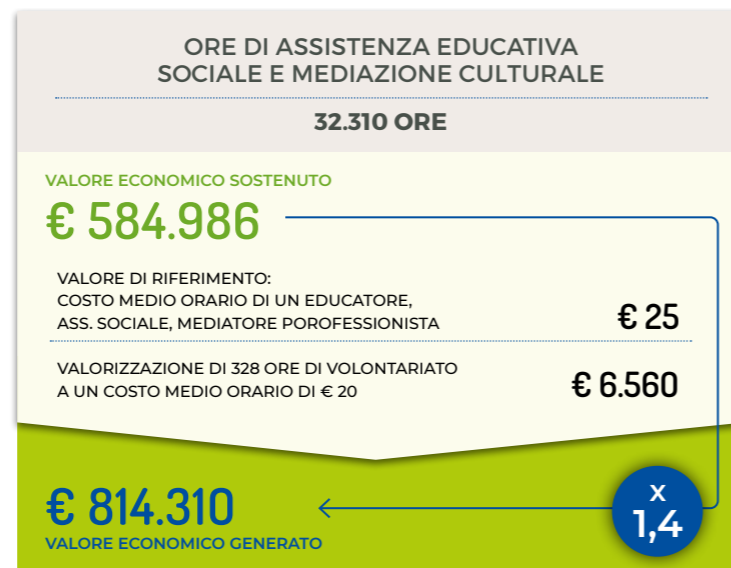 ORE DI ASSISTENZA EDUCATIVA
SOCIALE E MEDIAZIONE CULTURALE
32.310 ORE
VALORE ECONOMICO SOSTENUTO
€ 584.986
VALORE DI RIFERIMENTO:
COSTO MEDIO ORARIO DI UN EDUCATORE,
ASS. SOCIALE, MEDIATORE POROFESSIONISTA
€ 25
VALORIZZAZIONE DI 328 ORE DI VOLONTARIATO
A UN COSTO MEDIO ORARIO DI € 20
€ 6.560
€ 814.310
VALORE ECONOMICO GENERATO
X
1,4